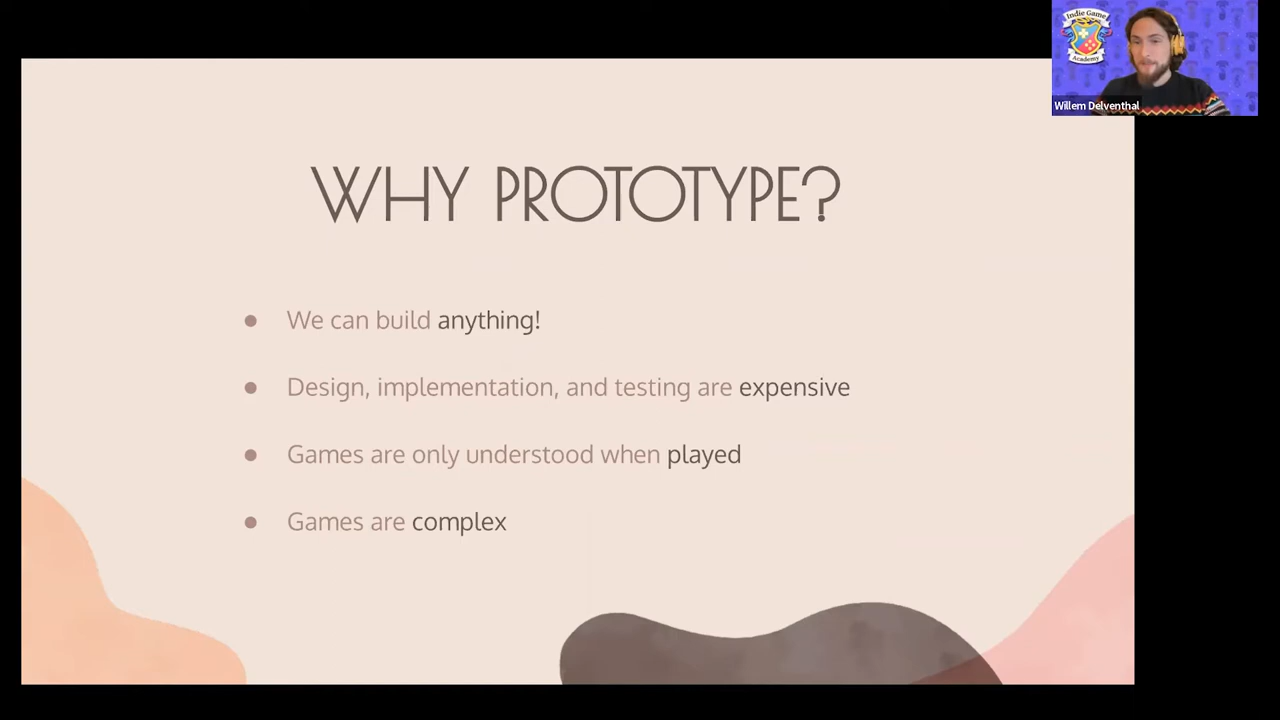 Indie Game
Academy
Willem Delventhal
WHY PROTOTYPE?
We can build anything!
Design, implementation, and testing are expensive
Games are only understood when played
Games are complex